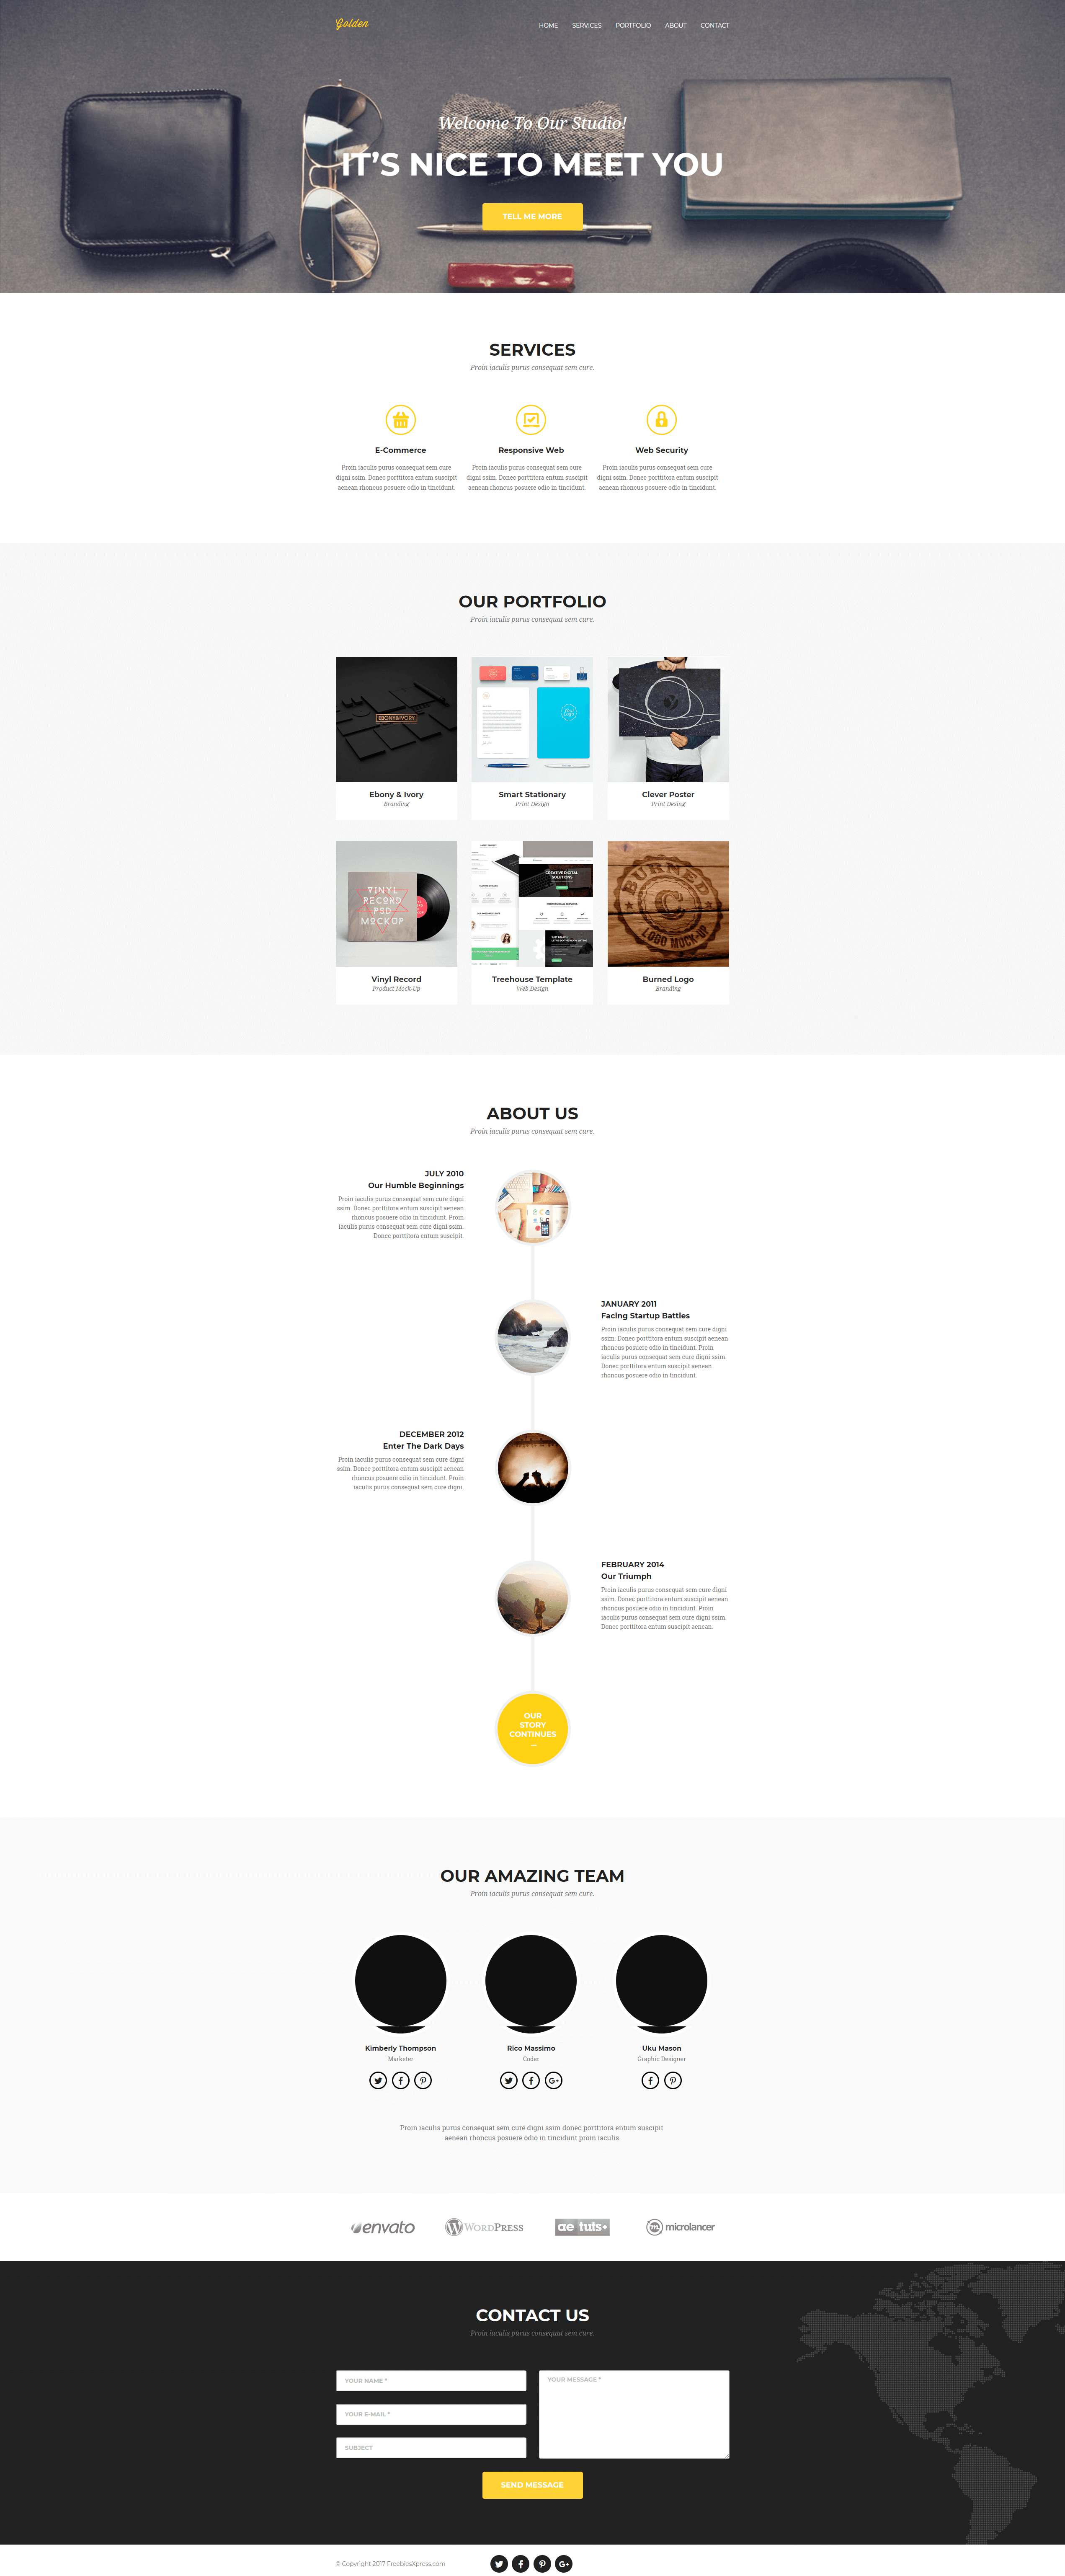 Golden
HOME SERVICES PORTFOLIO ABOUT CONTACT
Welcome To Our Studio!
IT'S NICE TO MEET YOU
TELL ME MORE
SERVICES
Proin iaculis purus consequat sem cure.
E-Commerce
Proin iaculis purus consequat sem cure
digni ssim. Donec porttitora entum suscipit
aenean rhoncus posuere odio in tincidunt.
Responsive Web
Proin iaculis purus consequat sem cure
digni ssim. Donec porttitora entum suscipit
aenean rhoncus posuere odio in tincidunt.
Web Security
Proin iaculis purus consequat sem cure
digni ssim. Donec porttitora entum suscipit
aenean rhoncus posuere odio in tincidunt.
OUR PORTFOLIO
Proin iaculis purus consequat sem cure.
EBONY&IVORY
Ebony & Ivory
Branding
Your
Logo
Smart Stationary
Print Design
Clever Poster
Print Desing
VINYL
RECORD
PSD
MOCKUP
Vinyl Record
Product Mock-Up
CREATIVE DIGITAL
SOLUTIONS
PROFESSIONAL SERVICES
Treehouse Template
Web Design
BURNED
LOGO MOCK-UP
Burned Logo
Branding
ABOUT US
Proin iaculis purus consequat sem cure.
JULY 2010
Our Humble Beginnings
Proin iaculis purus consequat sem cure digni
ssim. Donec porttitora entum suscipit aenean
rhoncus posuere odio in tincidunt. Proin
iaculis purus consequat sem cure digni ssim.
Donec porttitora entum suscipit.
JANUARY 2011
Facing Startup Battles
Proin iaculis purus consequat sem cure digni
ssim. Donec porttitora entum suscipit aenean
rhoncus posuere odio in tincidunt. Proin
iaculis purus consequat sem cure digni ssim.
Donec porttitora entum suscipit aenean
rhoncus posuere odio in tincidunt.
DECEMBER 2012
Enter The Dark Days
Proin iaculis purus consequat sem cure digni
ssim. Donec porttitora entum suscipit aenean
rhoncus posuere odio in tincidunt. Proin
iaculis purus consequat sem cure digni.
FEBRUARY 2014
Our Triumph
Proin iaculis purus consequat sem cure digni
ssim. Donec porttitora entum suscipit aenean
rhoncus posuere odio in tincidunt. Proin
iaculis purus consequat sem cure digni ssim.
Donec porttitora entum suscipit aenean.
OUR
STORY
CONTINUES
...
OUR AMAZING TEAM
Proin iaculis purus consequat sem cure.
Kimberly Thompson
Marketer
Rico Massimo
Coder
Uku Mason
Graphic Designer
Proin iaculis purus consequat sem cure digni ssim donec porttitora entum suscipit
aenean rhoncus posuere odio in tincidunt proin iaculis.
envato
WORDPRESS
ae tuts+
microlancer
CONTACT US
Proin iaculis purus consequat sem cure.
YOUR NAME *
YOUR E-MAIL *
SUBJECT
YOUR MESSAGE *
SEND MESSAGE
© Copyright 2017 FreebiesXpress.com